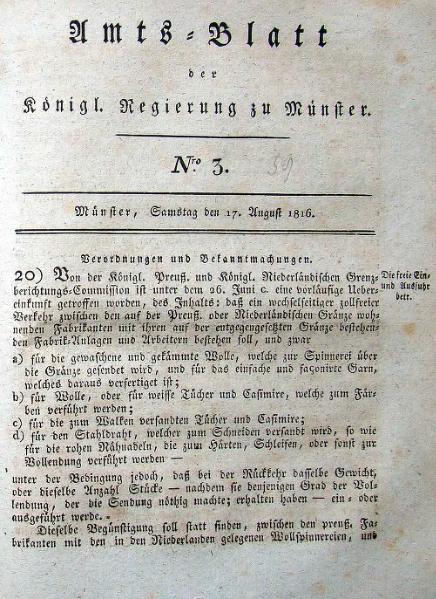 Amts-Blatt
der
Königl. Regierung zu Münster.
Nro 3.
Münster, Samstag den 17. August 1816.
Verordnungen und Bekanntmachungen.
20) Von der Königl. Preuß. und Königl. Niederländischen Grenz-
berichtungs-Commission ist unter dem 26. Juni c. eine vorläufige Ueber-
einkunft getroffen worden, des Inhalts: daß ein wechselseitiger zollfreier
Verkehr zwischen den auf der Preuß. oder Niederländischen Gränze woh-
nenden Fabrikanten mit ihren auf der entgegengesetzten Gränze bestehen-
den Fabrik-Anlagen und Arbeitern bestehen soll, und zwar
Die freie Ein-
und Ausfuhr
betr.
a) für die gewaschene und gekämmte Wolle, welche zur Spinnerei über
die Gränze gesendet wird, und für das einfache und façonirte Garn,
welches daraus verfertigt ist;
b) für Wolle, oder für weisse Tücher und Casimire, welche zum Fär-
ben verführt werden;
c) für die zum Walken versandten Tücher und Casimire;
d) für den Stahldraht, welcher zum Schneiden versandt wird, so wie
für die rohen Nähnadeln, die zum Härten, Schleifen, oder sonst zur
Vollendung verführt werden —
unter der Bedingung jedoch, daß bei der Rückkehr dasselbe Gewicht,
oder dieselbe Anzahl Stücke — nachdem sie denjenigen Grad der Vol-
lendung, der die Sendung nöthig machte; erhalten haben — ein- oder
ausgeführt werde. —
Dieselbe Begünstigung soll statt finden, zwischen den preuß. Fa-
brikanten mit den in den Niederlanden gelegenen Wollspinnereien, und